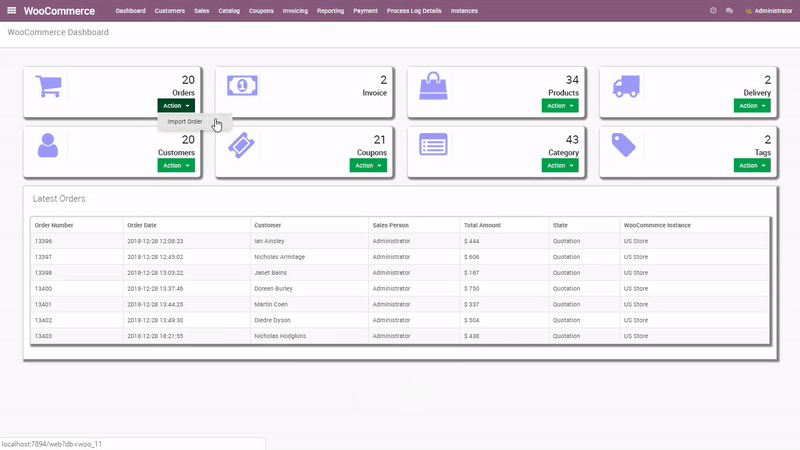 WooCommerce Dashboard Customers Sales Catalog Coupons Invoicing Reporting Payment Process Log Details Instances Administrator
WooCommerce Dashboard
20 2 34 2
Orders Invoice Products Delivery
Action Action Action
Import Order
20 21 43 2
Customers Coupons Category Tags
Action Action Action Action
Latest Orders
Order Number Order Date Customer Sales Person Total Amount State WooCommerce Instance
13396 2018-12-28 12:08:23 Ian Ainsley Administrator $ 444 Quotation US Store
13397 2018-12-28 12:45:02 Nicholas Armitage Administrator $ 606 Quotation US Store
13398 2018-12-28 13:03:22 Janet Bains Administrator $ 167 Quotation US Store
13400 2018-12-28 13:37:46 Doreen Burley Administrator $ 750 Quotation US Store
13401 2018-12-28 13:44:25 Martin Coen Administrator $ 337 Quotation US Store
13402 2018-12-28 13:49:30 Diedre Dyson Administrator $ 504 Quotation US Store
13403 2018-12-28 18:21:55 Nicholas Hodgkins Administrator $ 438 Quotation US Store
localhost:7894/web?db=woo_11